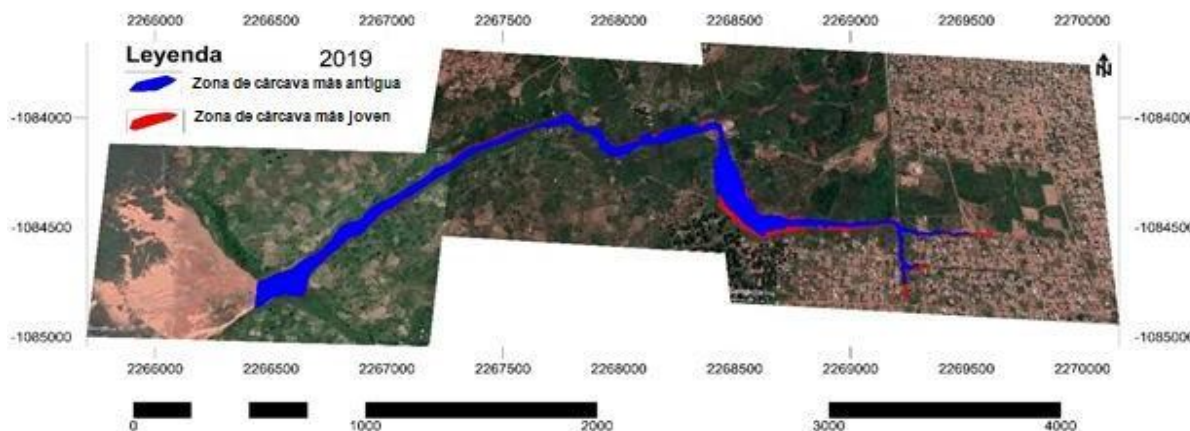 2266000 2266500 2267000 2267500 2268000 2268500 2269000 2269500 2270000
Leyenda 2019
Zona de cárcava más antigua
Zona de cárcava más joven
N
-1084000 -1084000
-1084500 -1084500
-1085000 -1085000
2266000 2266500 2267000 2267500 2268000 2268500 2269000 2269500 2270000
0 1000 2000 3000 4000